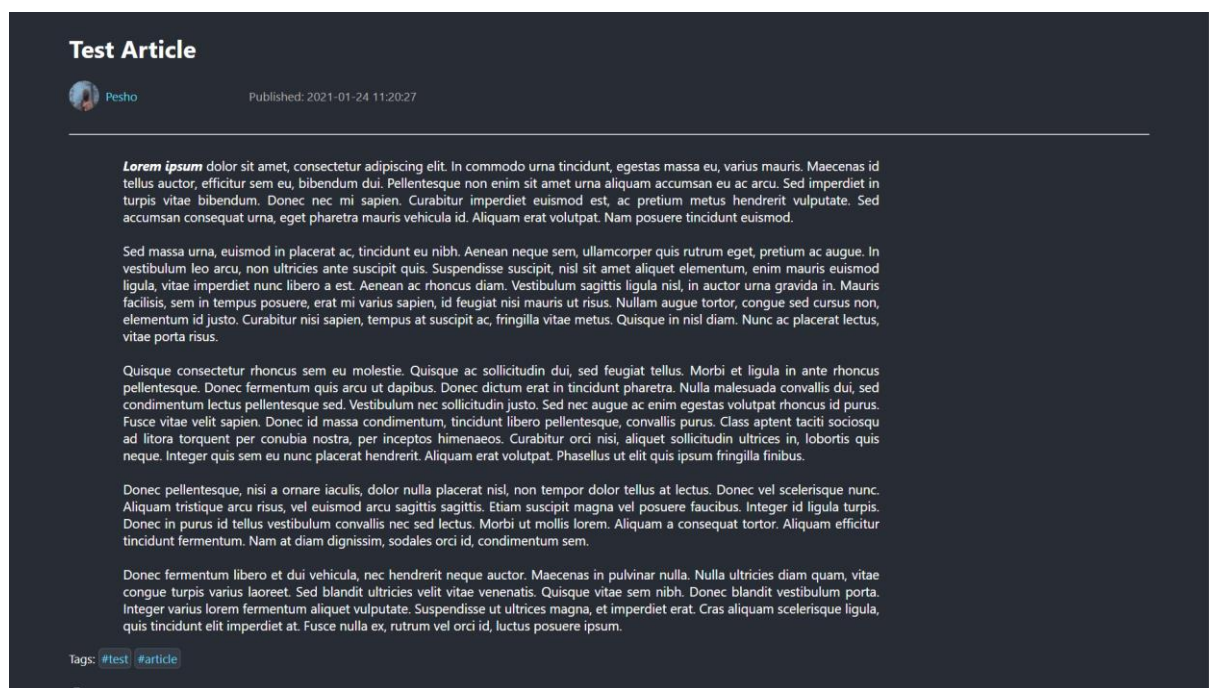 Test Article
Pesho Published: 2021-01-24 11:20:27
Lorem ipsum dolor sit amet, consectetur adipiscing elit. In commodo urna tincidunt, egestas massa eu, varius mauris. Maecenas id
tellus auctor, efficitur sem eu, bibendum dui. Pellentesque non enim sit amet urna aliquam accumsan eu ac arcu. Sed imperdiet in
turpis vitae bibendum. Donec nec mi sapien. Curabitur imperdiet euismod est, ac pretium metus hendrerit vulputate. Sed
accumsan consequat urna, eget pharetra mauris vehicula id. Aliquam erat volutpat. Nam posuere tincidunt euismod.
Sed massa urna, euismod in placerat ac, tincidunt eu nibh. Aenean neque sem, ullamcorper quis rutrum eget, pretium ac augue. In
vestibulum leo arcu, non ultricies ante suscipit quis. Suspendisse suscipit, nisl sit amet aliquet elementum, enim mauris euismod
ligula, vitae imperdiet nunc libero a est. Aenean ac rhoncus diam. Vestibulum sagittis ligula nisl, in auctor urna gravida in. Mauris
facilisis, sem in tempus posuere, erat mi varius sapien, id feugiat nisi mauris ut risus. Nullam augue tortor, congue sed cursus non,
elementum id justo. Curabitur nisi sapien, tempus at suscipit ac, fringilla vitae metus. Quisque in nisl diam. Nunc ac placerat lectus,
vitae porta risus.
Quisque consectetur rhoncus sem eu molestie. Quisque ac sollicitudin dui, sed feugiat tellus. Morbi et ligula in ante rhoncus
pellentesque. Donec fermentum quis arcu ut dapibus. Donec dictum erat in tincidunt pharetra. Nulla malesuada convallis dui, sed
condimentum lectus pellentesque sed. Vestibulum nec sollicitudin justo. Sed nec augue ac enim egestas volutpat rhoncus id purus.
Fusce vitae velit sapien. Donec id massa condimentum, tincidunt libero pellentesque, convallis purus. Class aptent taciti sociosqu
ad litora torquent per conubia nostra, per inceptos himenaeos. Curabitur orci nisi, aliquet sollicitudin ultrices in, lobortis quis
neque. Integer quis sem eu nunc placerat hendrerit. Aliquam erat volutpat. Phasellus ut elit quis ipsum fringilla finibus.
Donec pellentesque, nisi a ornare iaculis, dolor nulla placerat nisl, non tempor dolor tellus at lectus. Donec vel scelerisque nunc.
Aliquam tristique arcu risus, vel euismod arcu sagittis sagittis. Etiam suscipit magna vel posuere faucibus. Integer id ligula turpis.
Donec in purus id tellus vestibulum convallis nec sed lectus. Morbi ut mollis lorem. Aliquam a consequat tortor. Aliquam efficitur
tincidunt fermentum. Nam at diam dignissim, sodales orci id, condimentum sem.
Donec fermentum libero et dui vehicula, nec hendrerit neque auctor. Maecenas in pulvinar nulla. Nulla ultricies diam quam, vitae
congue turpis varius laoreet. Sed blandit ultricies velit vitae venenatis. Quisque vitae sem nibh. Donec blandit vestibulum porta.
Integer varius lorem fermentum aliquet vulputate. Suspendisse ut ultrices magna, et imperdiet erat. Cras aliquam scelerisque ligula,
quis tincidunt elit imperdiet at. Fusce nulla ex, rutrum vel orci id, luctus posuere ipsum.
Tags: #test #article